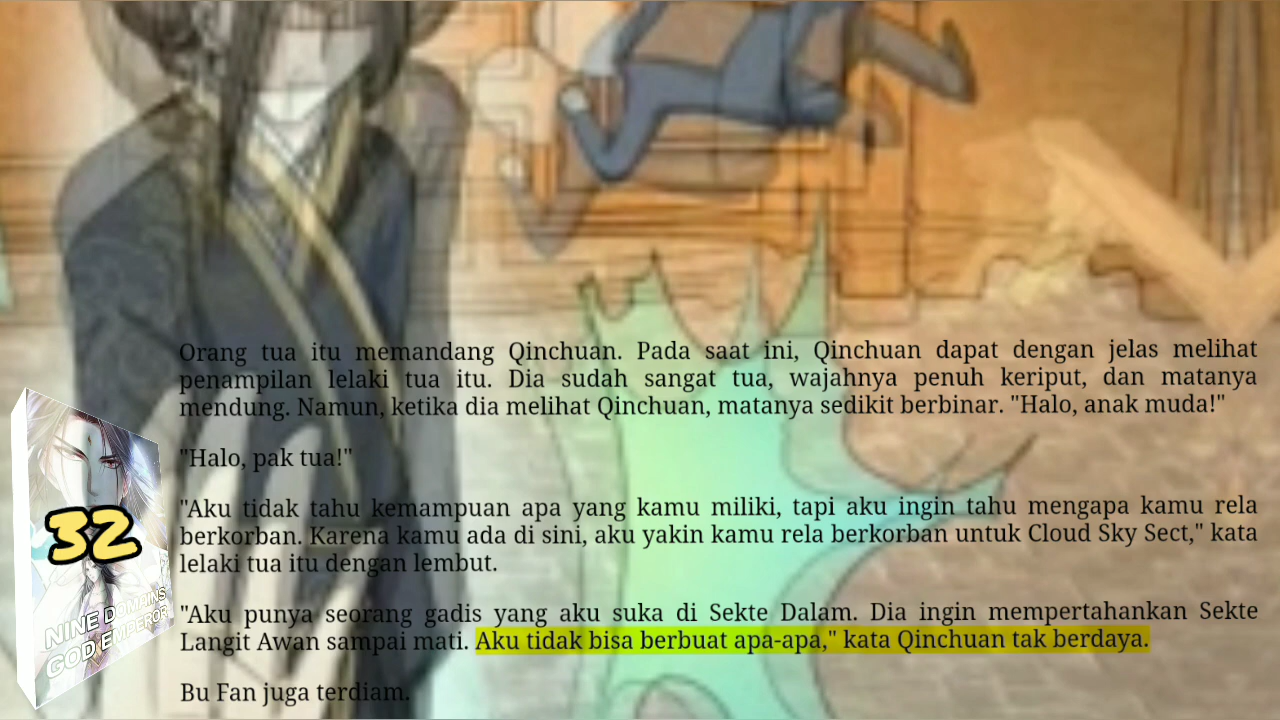 Orang tua itu memandang Qinchuan. Pada saat ini, Qinchuan dapat dengan jelas melihat
penampilan lelaki tua itu. Dia sudah sangat tua, wajahnya penuh keriput, dan matanya
mendung. Namun, ketika dia melihat Qinchuan, matanya sedikit berbinar. "Halo, anak muda!"
"Halo, pak tua!"
"Aku tidak tahu kemampuan apa yang kamu miliki, tapi aku ingin tahu mengapa kamu rela
berkorban. Karena kamu ada di sini, aku yakin kamu rela berkorban untuk Cloud Sky Sect," kata
lelaki tua itu dengan lembut.
"Aku punya seorang gadis yang aku suka di Sekte Dalam. Dia ingin mempertahankan Sekte
Langit Awan sampai mati. Aku tidak bisa berbuat apa-apa," kata Qinchuan tak berdaya.
Bu Fan juga terdiam.
32
NINE DOMAINS
GOD EMPEROR